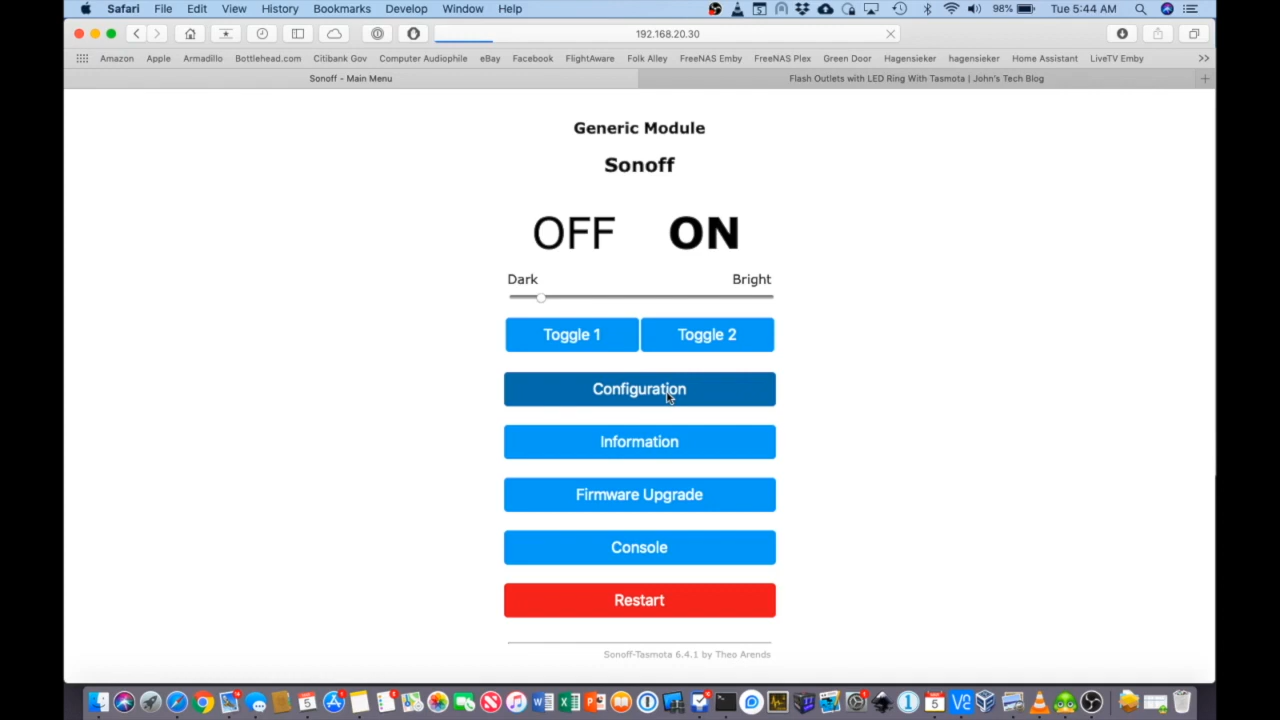 Safari File Edit View History Bookmarks Develop Window Help 98% Tue 5:44 AM
192.168.20.30
Amazon Apple Armadillo Bottlehead.com Citibank Gov Computer Audiophile eBay Facebook FlightAware Folk Alley FreeNAS Emby FreeNAS Plex Green Door Hagensieker hagensieker Home Assistant LiveTV Emby
Sonoff - Main Menu Flash Outlets with LED Ring With Tasmota | John's Tech Blog
Generic Module
Sonoff
OFF ON
Dark Bright
Toggle 1 Toggle 2
Configuration
Information
Firmware Upgrade
Console
Restart
Sonoff-Tasmota 6.4.1 by Theo Arends